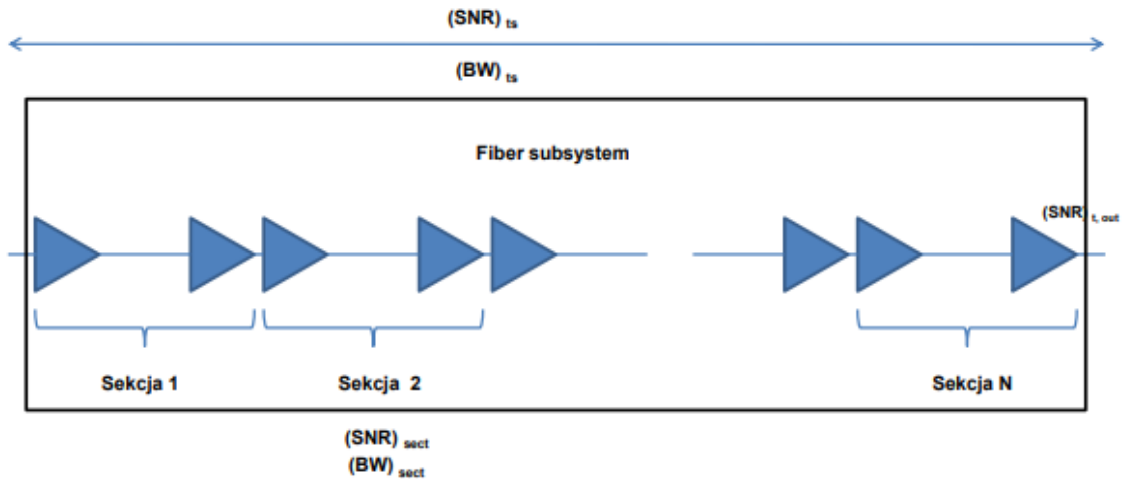 (SNR) ts
(BW) ts
Fiber subsystem
(SNR) t, out
Sekcja 1
Sekcja 2
Sekcja N
(SNR) sect
(BW) sect